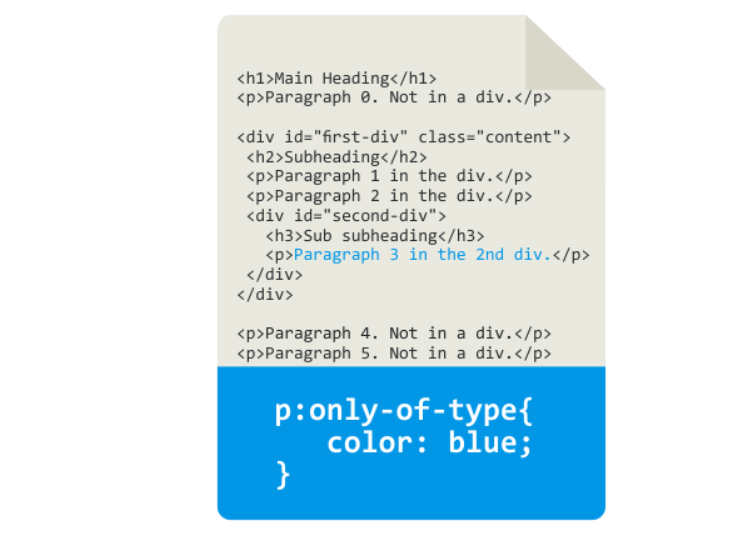 <h1>Main Heading</h1>
<p>Paragraph 0. Not in a div.</p>
<div id="first-div" class="content">
<h2>Subheading</h2>
<p>Paragraph 1 in the div.</p>
<p>Paragraph 2 in the div.</p>
<div id="second-div">
<h3>Sub subheading</h3>
<p>Paragraph 3 in the 2nd div.</p>
</div>
</div>
<p>Paragraph 4. Not in a div.</p>
<p>Paragraph 5. Not in a div.</p>
p:only-of-type{
color: blue;
}